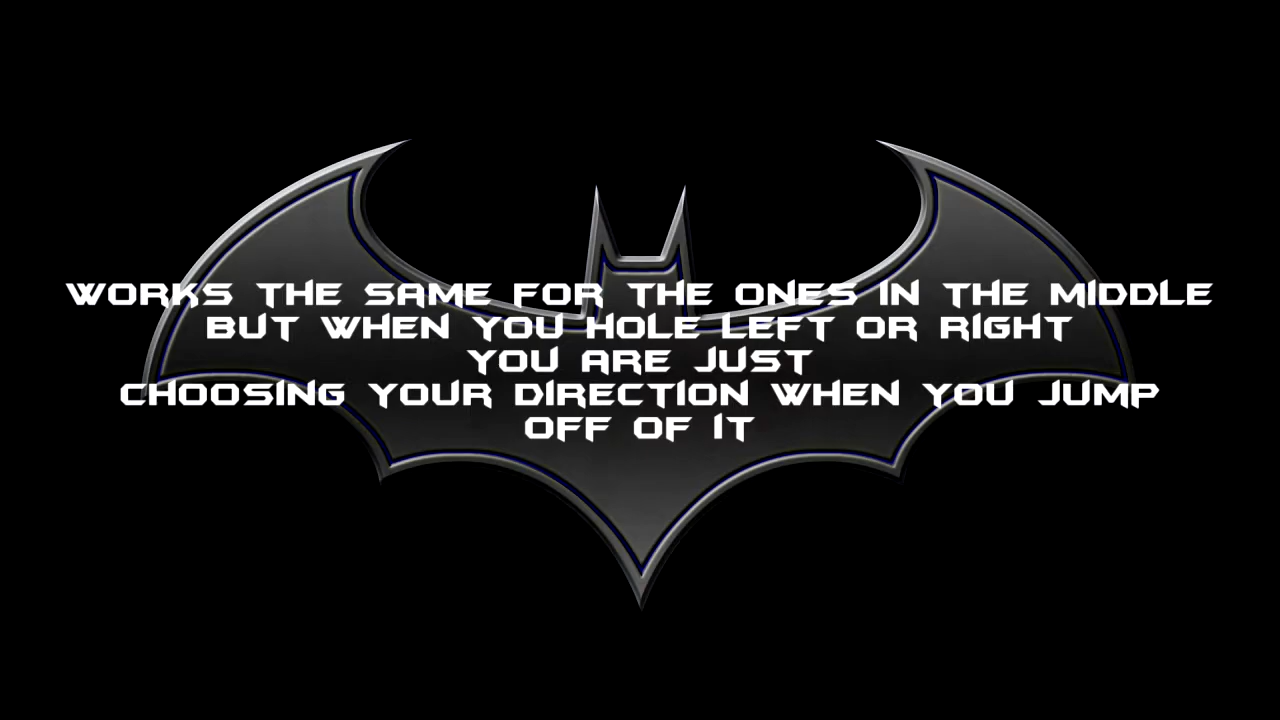 WORKS THE SAME FOR THE ONES IN THE MIDDLE
BUT WHEN YOU HOLE LEFT OR RIGHT
YOU ARE JUST
CHOOSING YOUR DIRECTION WHEN YOU JUMP
OFF OF IT